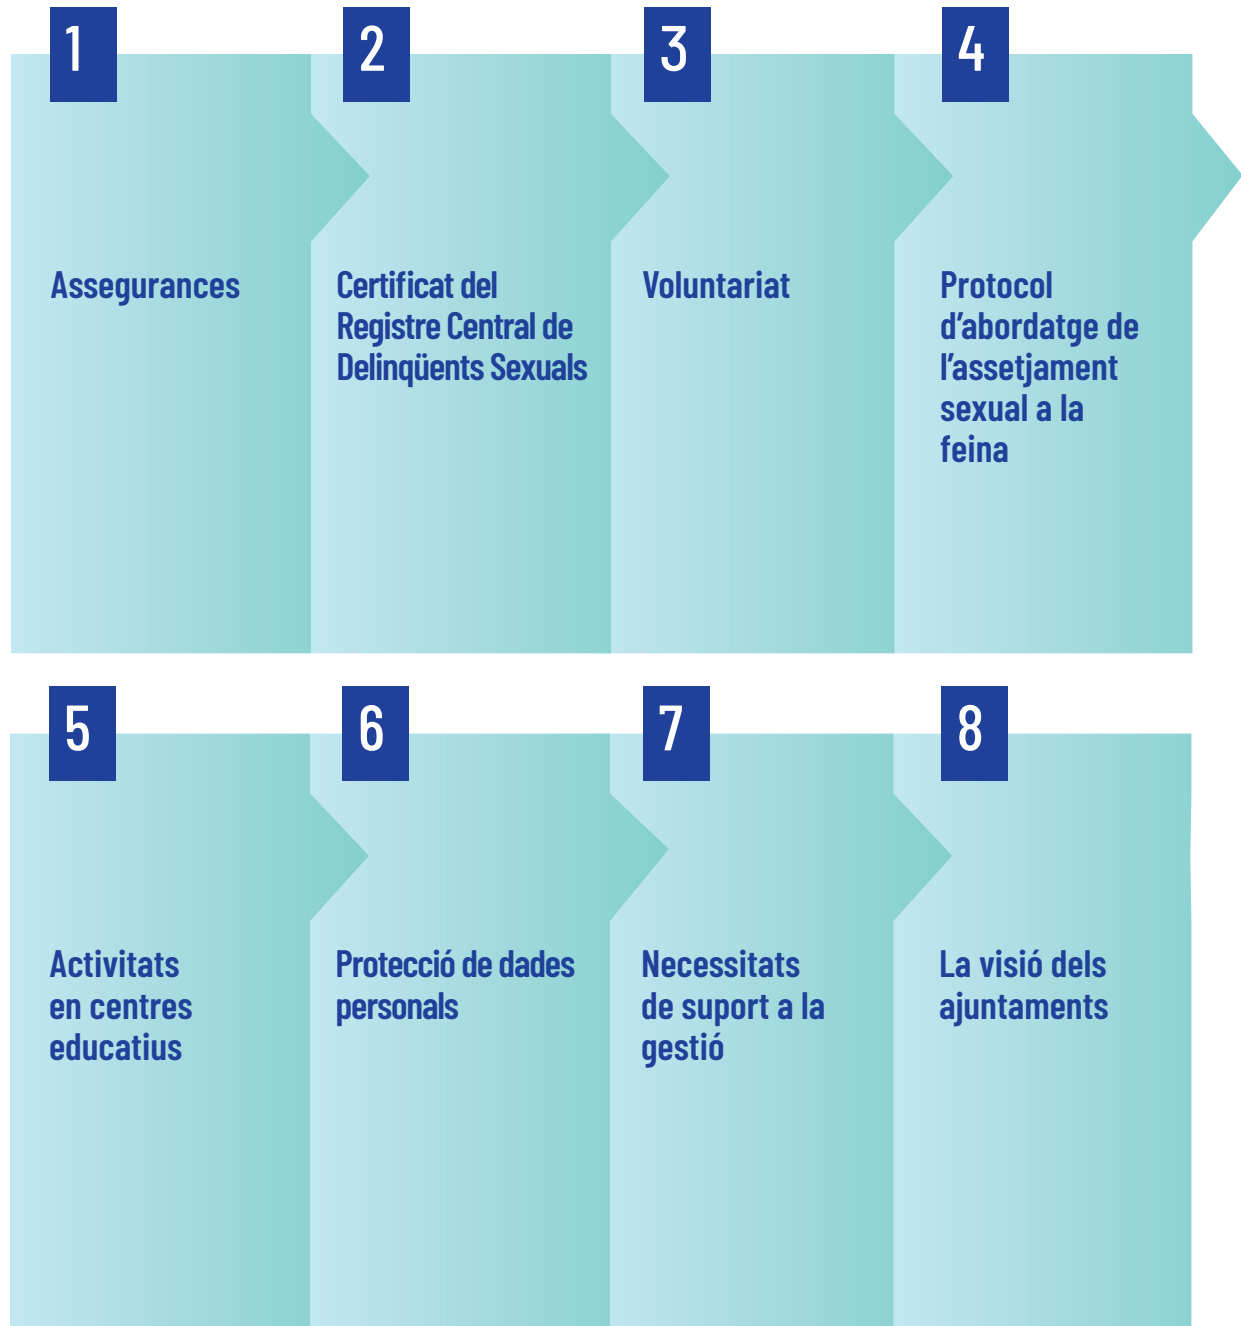 1
Assegurances
2
Certificat del
Registre Central de
Delinqüents Sexuals
3
Voluntariat
4
Protocol
d’abordatge de
l’assetjament
sexual a la
feina
5
Activitats
en centres
educatius
6
Protecció de dades
personals
7
Necessitats
de suport a la
gestió
8
La visió dels
ajuntaments